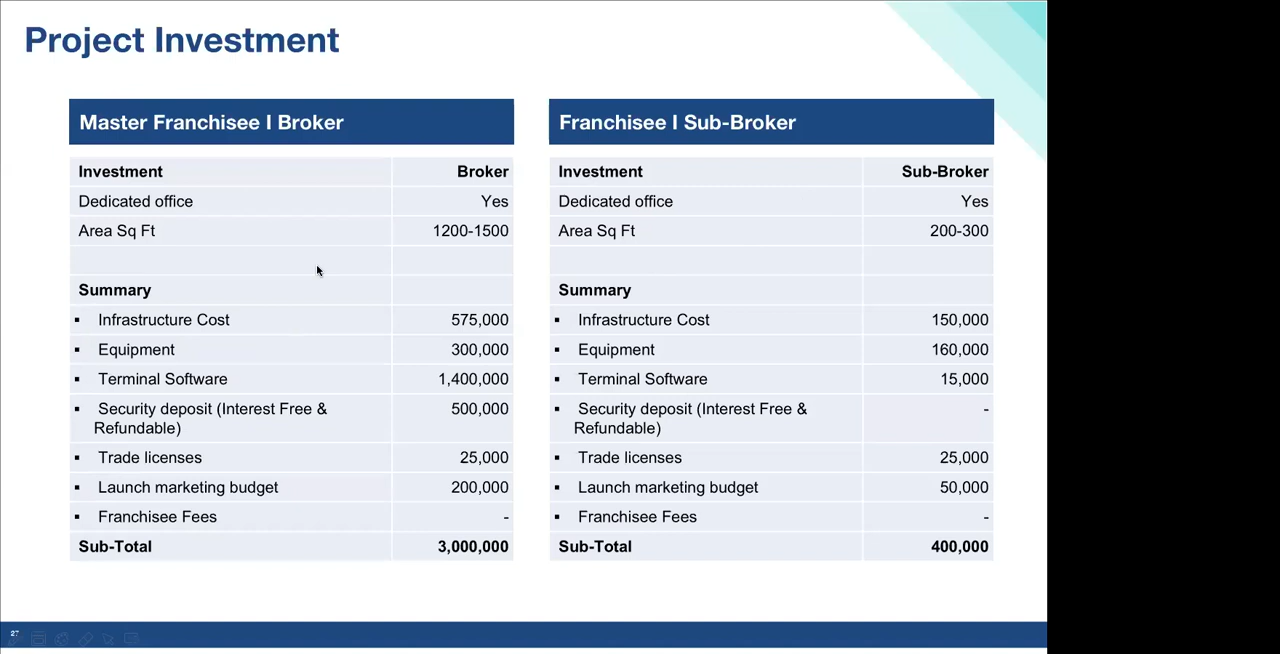 Project Investment
Master Franchisee I Broker
Investment Broker
Dedicated office Yes
Area Sq Ft 1200-1500
Summary
▪ Infrastructure Cost 575,000
▪ Equipment 300,000
▪ Terminal Software 1,400,000
▪ Security deposit (Interest Free & 500,000
Refundable)
▪ Trade licenses 25,000
▪ Launch marketing budget 200,000
▪ Franchisee Fees -
Sub-Total 3,000,000
Franchisee I Sub-Broker
Investment Sub-Broker
Dedicated office Yes
Area Sq Ft 200-300
Summary
▪ Infrastructure Cost 150,000
▪ Equipment 160,000
▪ Terminal Software 15,000
▪ Security deposit (Interest Free & -
Refundable)
▪ Trade licenses 25,000
▪ Launch marketing budget 50,000
▪ Franchisee Fees -
Sub-Total 400,000
27